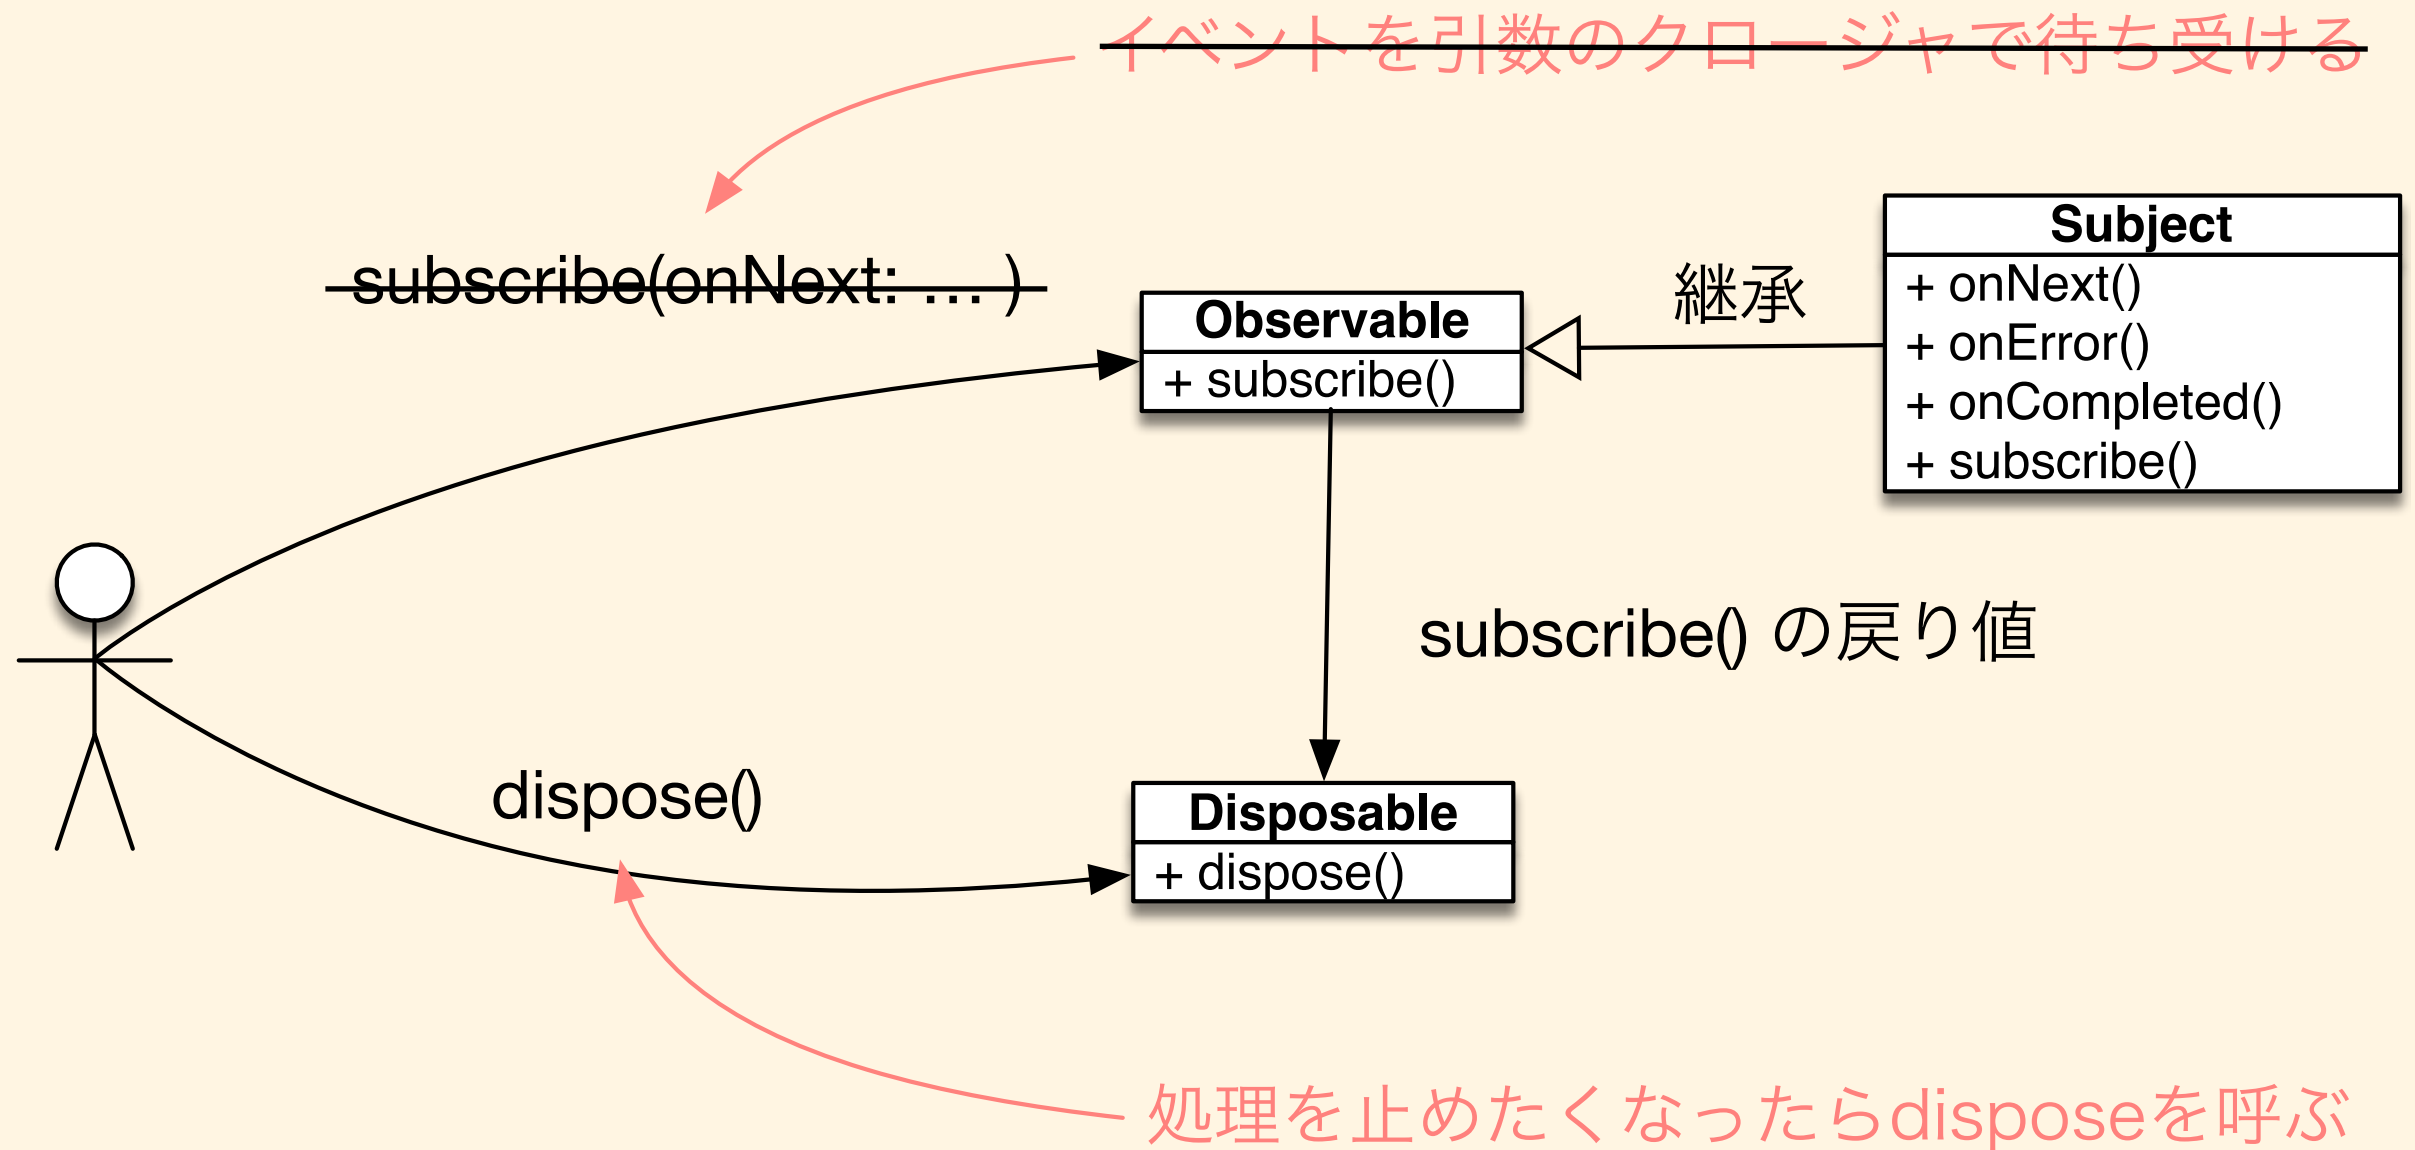 イベントを引数のクロージャで待ち受ける
subscribe(onNext: … )
Observable
+ subscribe()
継承
Subject
+ onNext()
+ onError()
+ onCompleted()
+ subscribe()
subscribe() の戻り値
dispose()
Disposable
+ dispose()
処理を止めたくなったらdisposeを呼ぶ